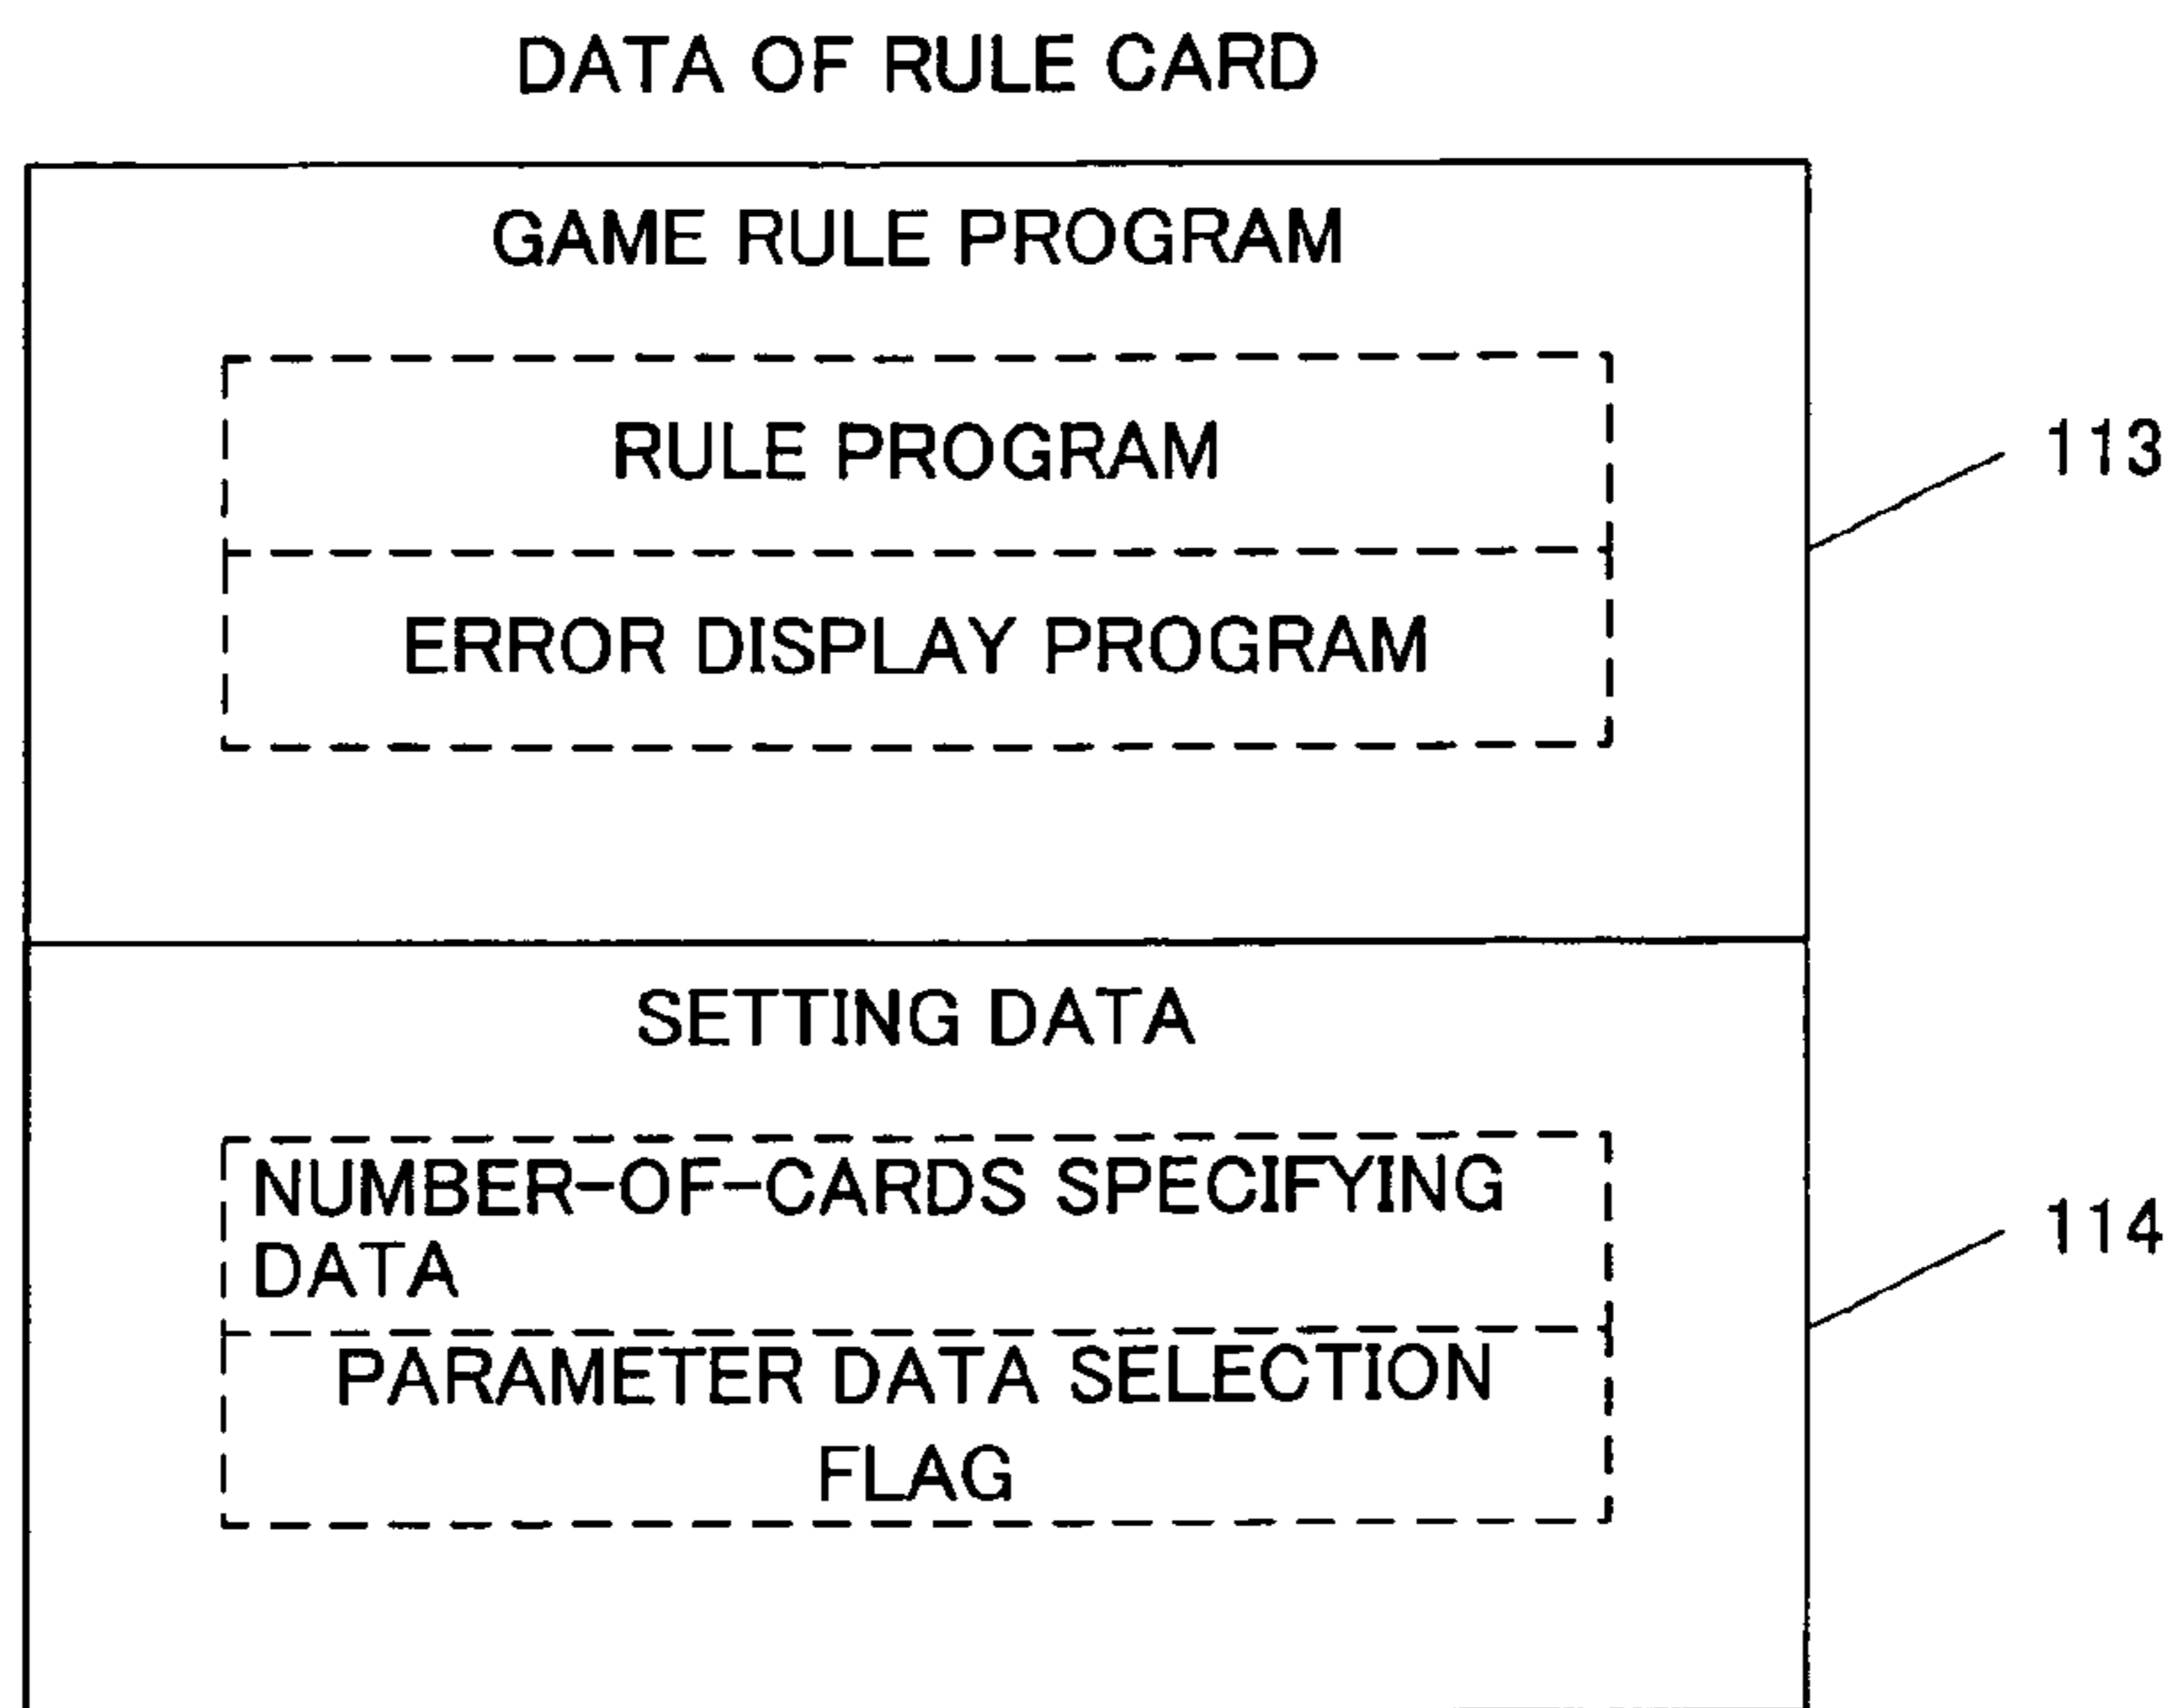 DATA OF RULE CARD
GAME RULE PROGRAM
RULE PROGRAM
113
ERROR DISPLAY PROGRAM
SETTING DATA
NUMBER-OF-CARDS SPECIFYING
DATA
114
PARAMETER DATA SELECTION
FLAG